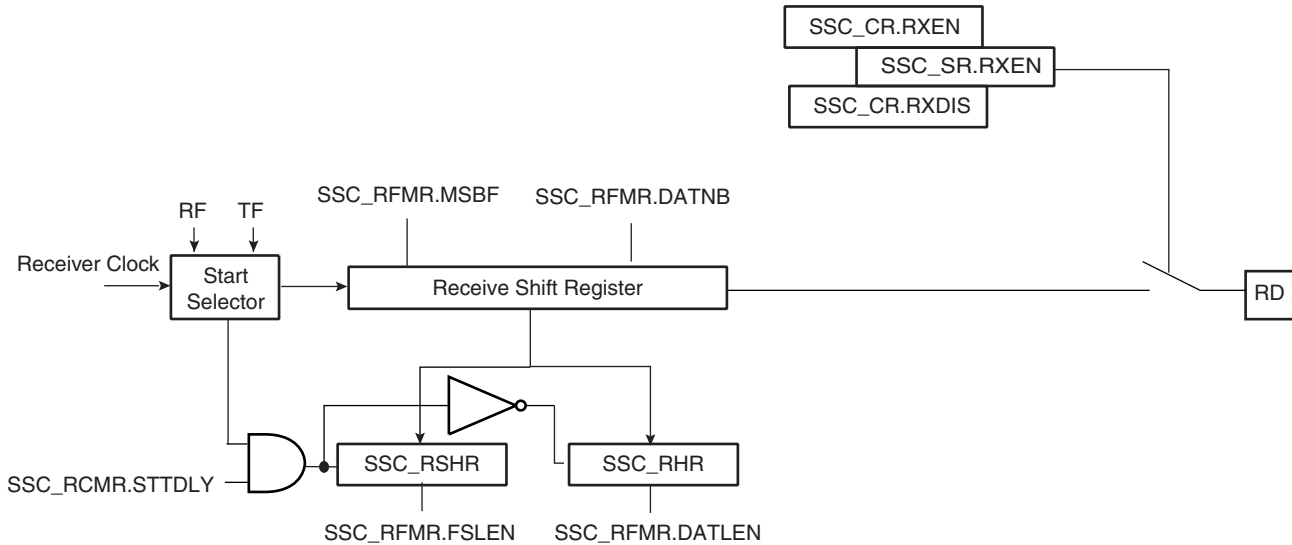 SSC_CR.RXEN
SSC_SR.RXEN
SSC_CR.RXDIS
SSC_RFMR.MSBF
SSC_RFMR.DATNB
RF
TF
Receiver Clock
Start
Selector
Receive Shift Register
RD
SSC_RSHR
SSC_RHR
SSC_RCMR.STTDLY
SSC_RFMR.FSLEN
SSC_RFMR.DATLEN